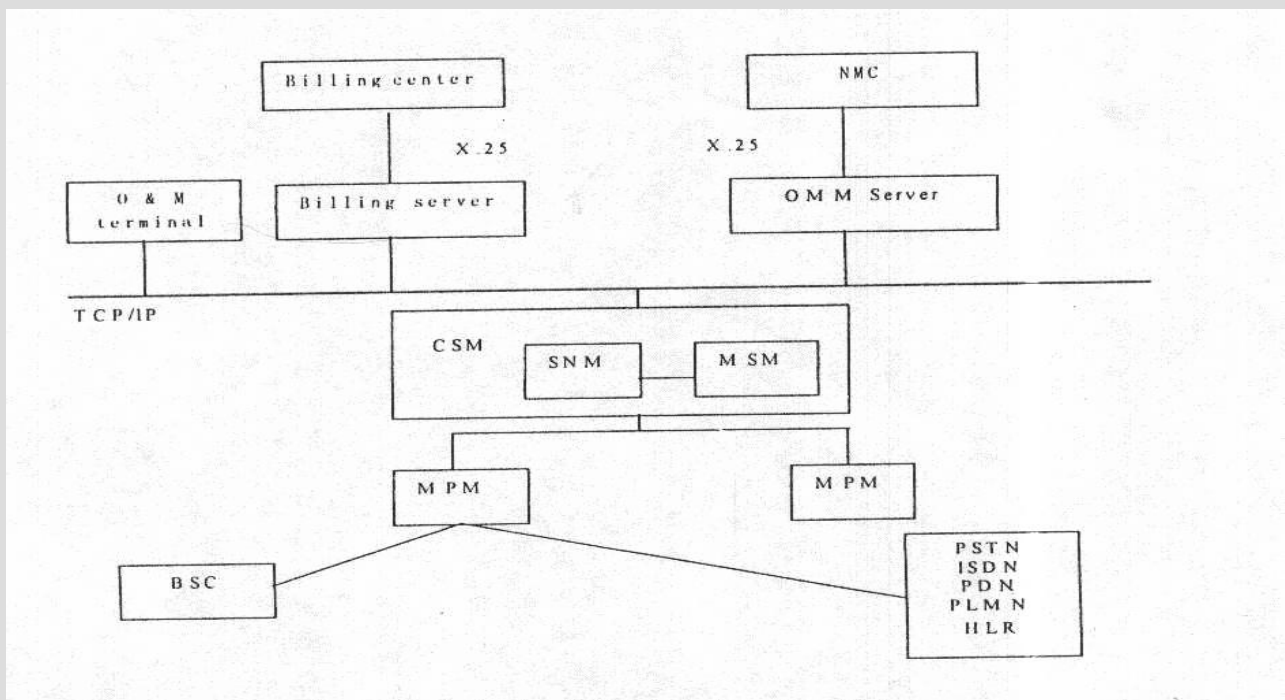 Billing center
NMC
X.25
X.25
O & M
terminal
Billing server
OMM Server
TCP/IP
CSM
SNM
MSM
MPM
MPM
BSC
PSTN
ISDN
PDN
PLMN
HLR